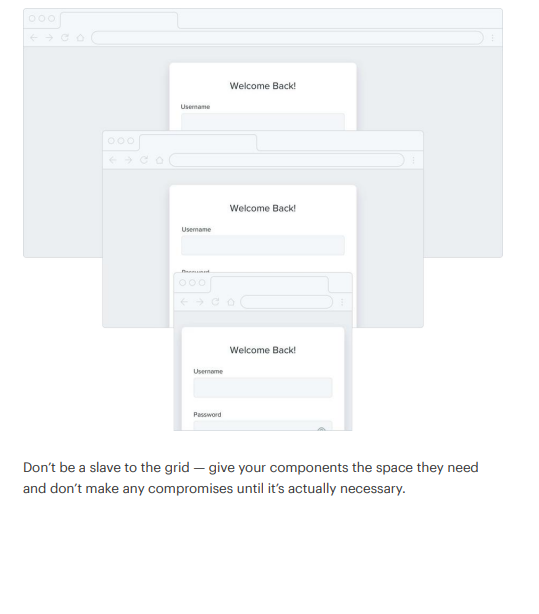 Welcome Back!
Username
Welcome Back!
Username
Password
Welcome Back!
Username
Password
Don’t be a slave to the grid — give your components the space they need
and don’t make any compromises until it’s actually necessary.